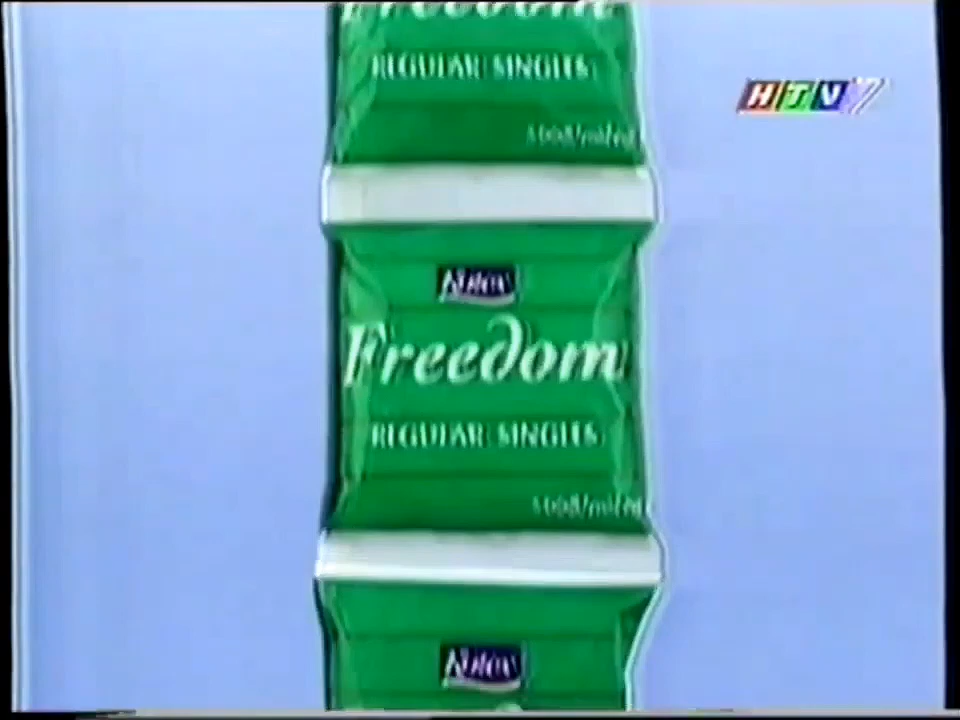 Freedom
REGULAR SINGLES
HTV7
Kotex
Freedom
REGULAR SINGLES
Kotex